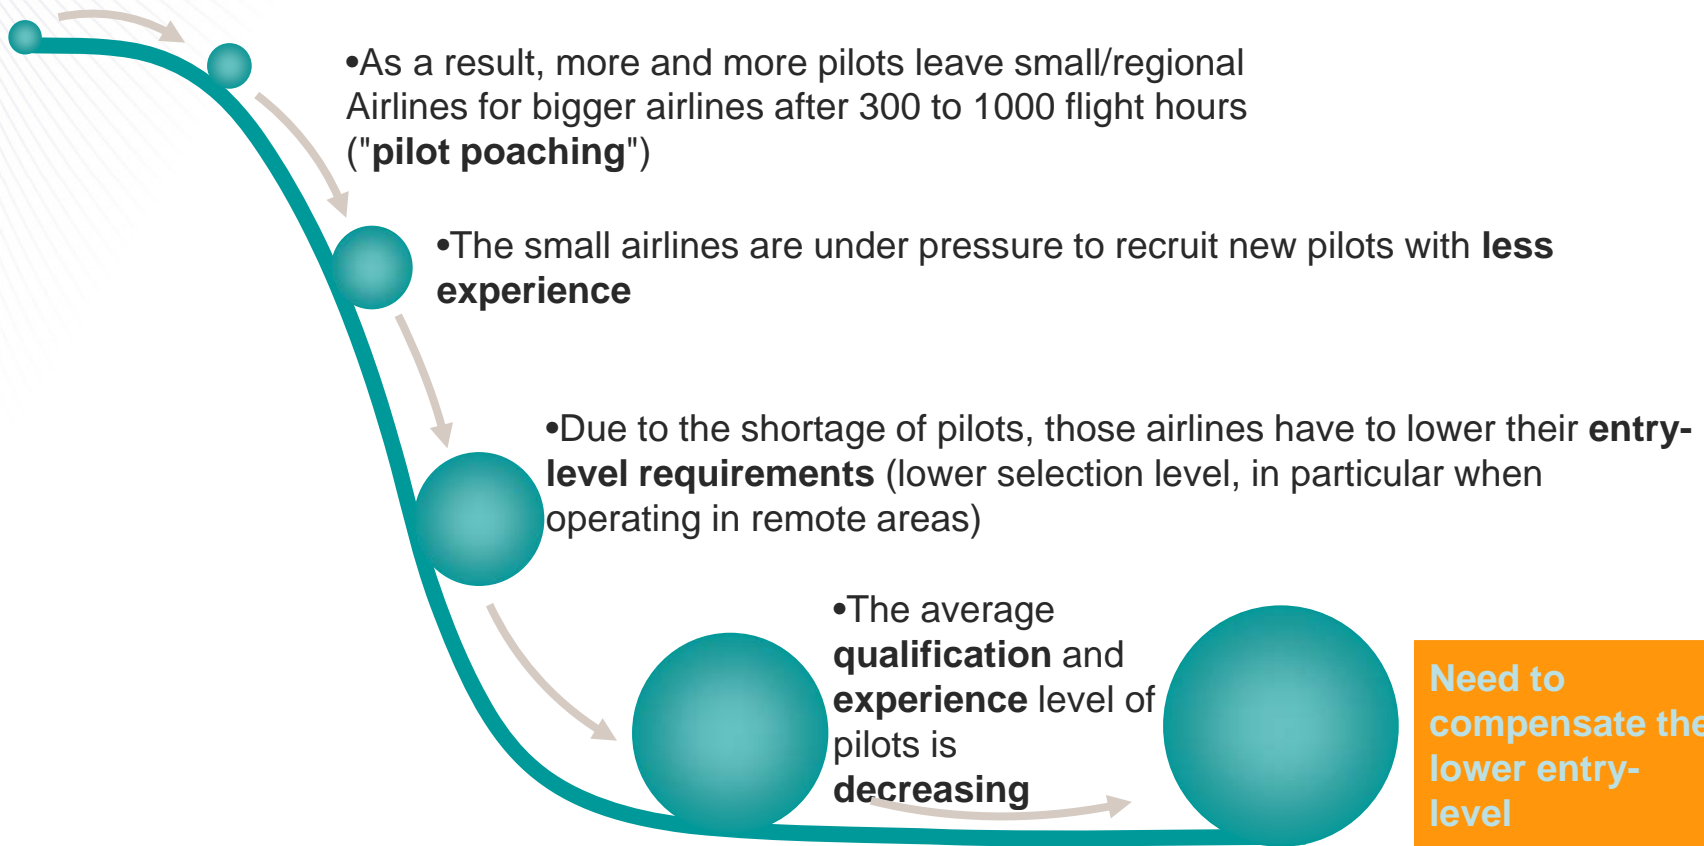 •As a result, more and more pilots leave small/regional
Airlines for bigger airlines after 300 to 1000 flight hours
("pilot poaching")
•The small airlines are under pressure to recruit new pilots with less
experience
•Due to the shortage of pilots, those airlines have to lower their entry-
level requirements (lower selection level, in particular when
operating in remote areas)
•The average
qualification and
experience level of
pilots is
decreasing
Need to
compensate the
lower entry-
level